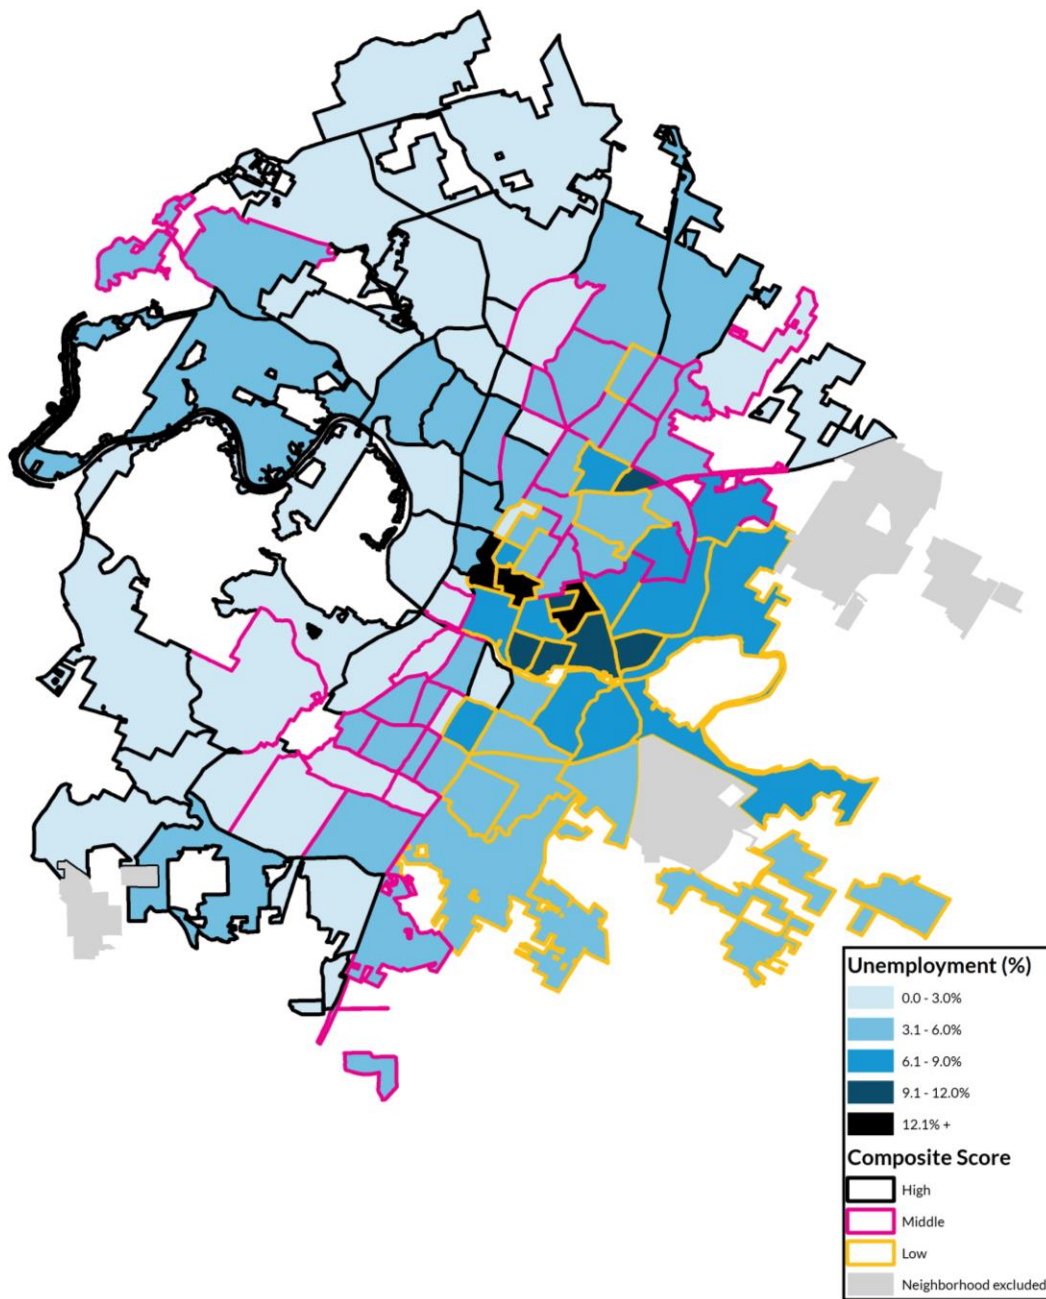 Unemployment (%)
0.0 - 3.0%
3.1 - 6.0%
6.1 - 9.0%
9.1 - 12.0%
12.1% +
Composite Score
High
Middle
Low
Neighborhood excluded